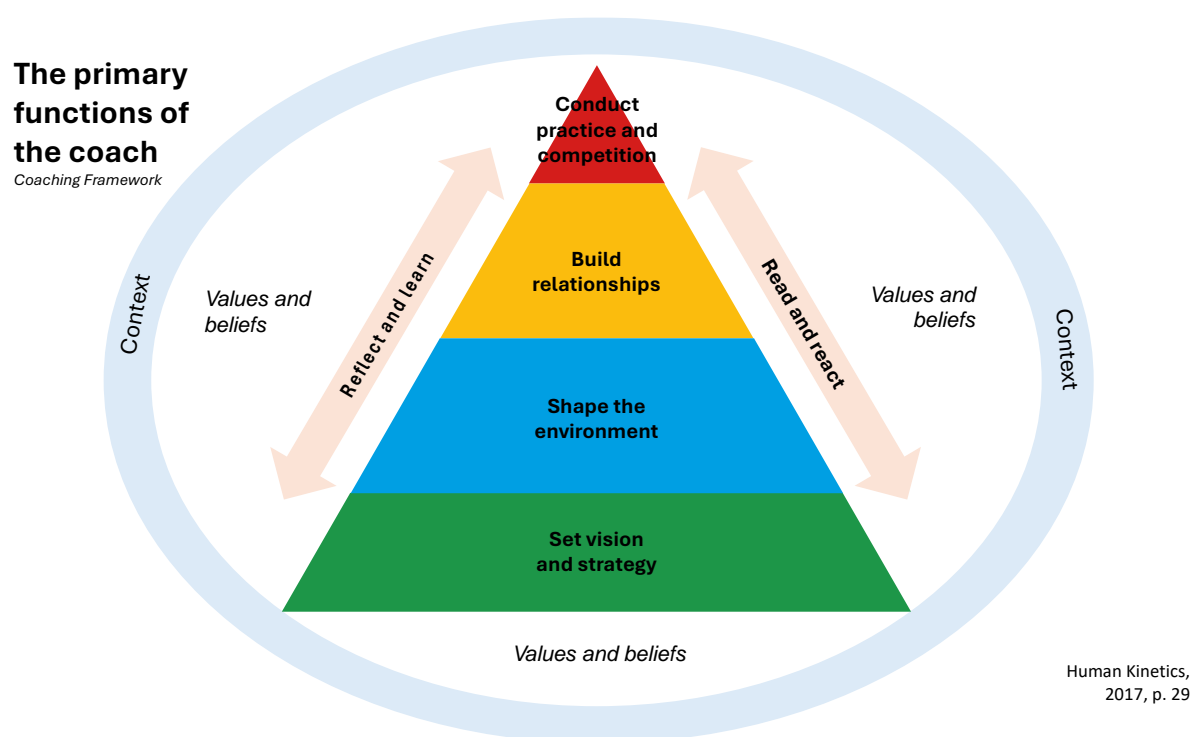 The primary
functions of
the coach
Coaching Framework
Conduct
practice and
competition
Build
relationships
Shape the
environment
Set vision
and strategy
Reflect and learn
Read and react
Values and
beliefs
Values and
beliefs
Values and beliefs
Context
Context
Human Kinetics,
2017, p. 29